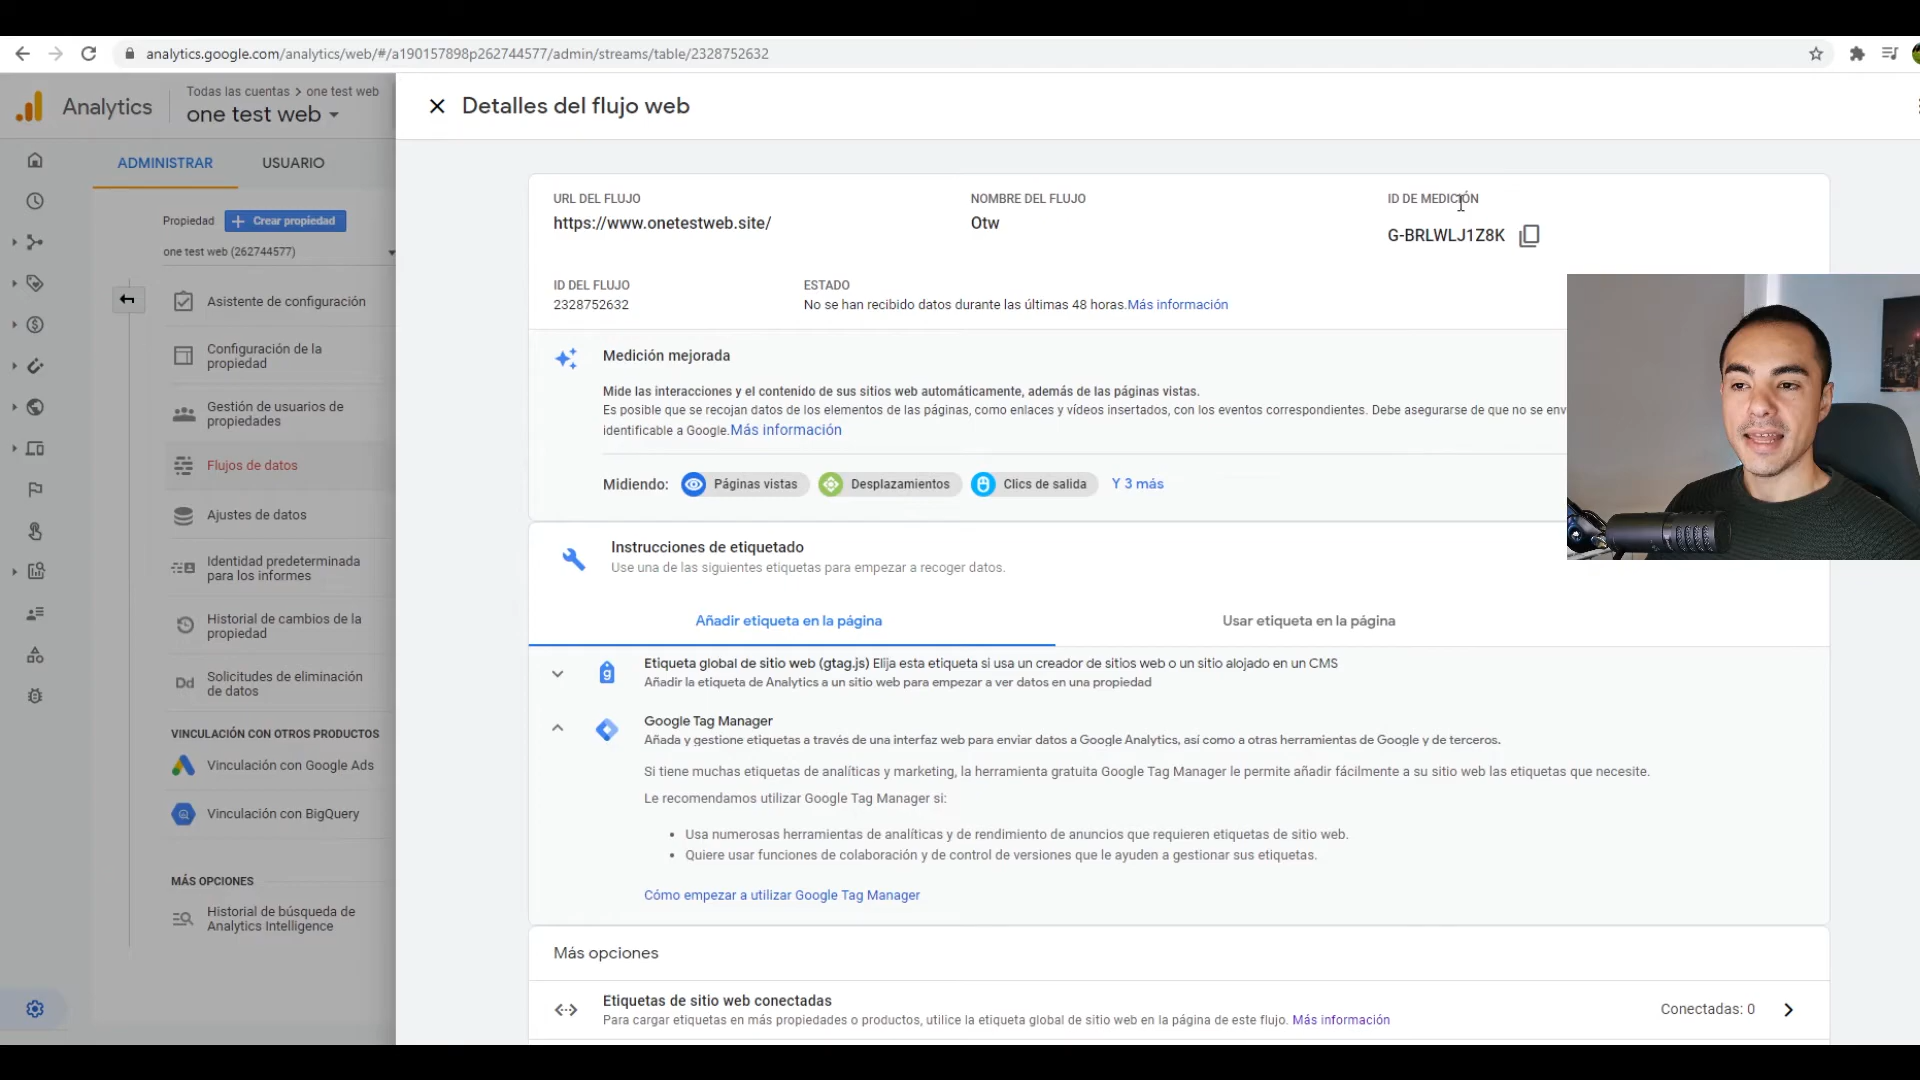 analytics.google.com/analytics/web/#/a190157898p262744577/admin/streams/table/2328752632
Analytics
Todas las cuentas > one test web
one test web
Detalles del flujo web
ADMINISTRAR
USUARIO
Propiedad
Crear propiedad
one test web (262744577)
Asistente de configuración
Configuración de la
propiedad
Gestión de usuarios de
propiedades
Flujos de datos
Ajustes de datos
Identidad predeterminada
para los informes
Historial de cambios de la
propiedad
Dd
Solicitudes de eliminación
de datos
VINCULACIÓN CON OTROS PRODUCTOS
Vinculación con Google Ads
Vinculación con BigQuery
MÁS OPCIONES
Historial de búsqueda de
Analytics Intelligence
URL DEL FLUJO
https://www.onetestweb.site/
NOMBRE DEL FLUJO
Otw
ID DE MEDICIÓN
G-BRLWLJ1Z8K
ID DEL FLUJO
2328752632
ESTADO
No se han recibido datos durante las últimas 48 horas.Más información
Medición mejorada
Mide las interacciones y el contenido de sus sitios web automáticamente, además de las páginas vistas.
Es posible que se recojan datos de los elementos de las páginas, como enlaces y vídeos insertados, con los eventos correspondientes. Debe asegurarse de que no se env
identificable a Google.Más información
Midiendo:
Páginas vistas
Desplazamientos
Clics de salida
Y 3 más
Instrucciones de etiquetado
Use una de las siguientes etiquetas para empezar a recoger datos.
Añadir etiqueta en la página
Usar etiqueta en la página
g
Etiqueta global de sitio web (gtag.js) Elija esta etiqueta si usa un creador de sitios web o un sitio alojado en un CMS
Añadir la etiqueta de Analytics a un sitio web para empezar a ver datos en una propiedad
Google Tag Manager
Añada y gestione etiquetas a través de una interfaz web para enviar datos a Google Analytics, así como a otras herramientas de Google y de terceros.
Si tiene muchas etiquetas de analíticas y marketing, la herramienta gratuita Google Tag Manager le permite añadir fácilmente a su sitio web las etiquetas que necesite.
Le recomendamos utilizar Google Tag Manager si:
• Usa numerosas herramientas de analíticas y de rendimiento de anuncios que requieren etiquetas de sitio web.
• Quiere usar funciones de colaboración y de control de versiones que le ayuden a gestionar sus etiquetas.
Cómo empezar a utilizar Google Tag Manager
Más opciones
Etiquetas de sitio web conectadas
Para cargar etiquetas en más propiedades o productos, utilice la etiqueta global de sitio web en la página de este flujo. Más información
Conectadas: 0